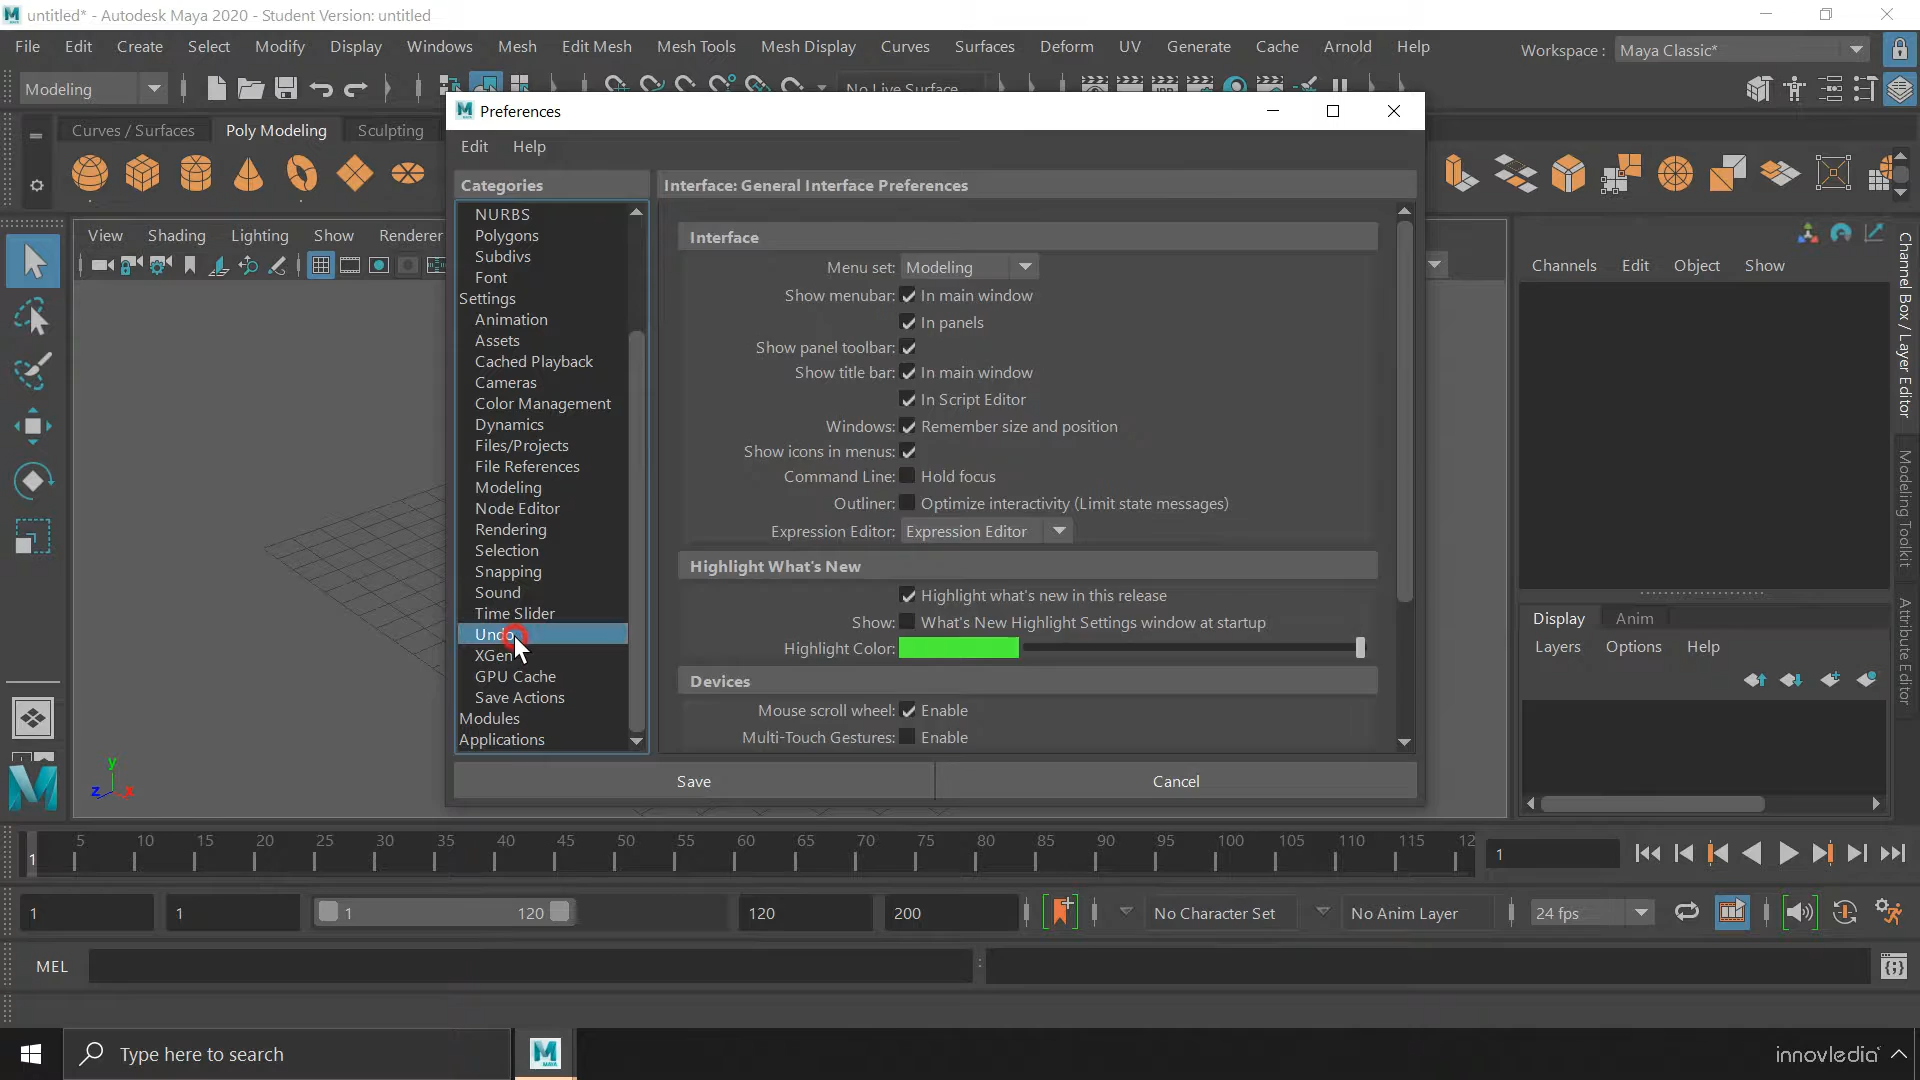 untitled* - Autodesk Maya 2020 - Student Version: untitled
File Edit Create Select Modify Display Windows Mesh Edit Mesh Mesh Tools Mesh Display Curves Surfaces Deform UV Generate Cache Arnold Help
Workspace : Maya Classic*
Modeling
No Live Surface
Curves / Surfaces Poly Modeling Sculpting
Preferences
Edit Help
Categories
NURBS
Polygons
Subdivs
Font
Settings
Animation
Assets
Cached Playback
Cameras
Color Management
Dynamics
Files/Projects
File References
Modeling
Node Editor
Rendering
Selection
Snapping
Sound
Time Slider
Undo
XGen
GPU Cache
Save Actions
Modules
Applications
Interface: General Interface Preferences
Interface
Menu set: Modeling
Show menubar: In main window
In panels
Show panel toolbar:
Show title bar: In main window
In Script Editor
Windows: Remember size and position
Show icons in menus:
Command Line: Hold focus
Outliner: Optimize interactivity (Limit state messages)
Expression Editor: Expression Editor
Highlight What's New
Highlight what's new in this release
Show: What's New Highlight Settings window at startup
Highlight Color:
Devices
Mouse scroll wheel: Enable
Multi-Touch Gestures: Enable
Save Cancel
View Shading Lighting Show Renderer
y
z x
Channels Edit Object Show
Channel Box / Layer Editor
Modeling Toolkit
Attribute Editor
Display Anim
Layers Options Help
1 5 10 15 20 25 30 35 40 45 50 55 60 65 70 75 80 85 90 95 100 105 110 115 12
1
1 1 1 120 120 200
No Character Set No Anim Layer 24 fps
MEL
Type here to search
MAYA
innovledia